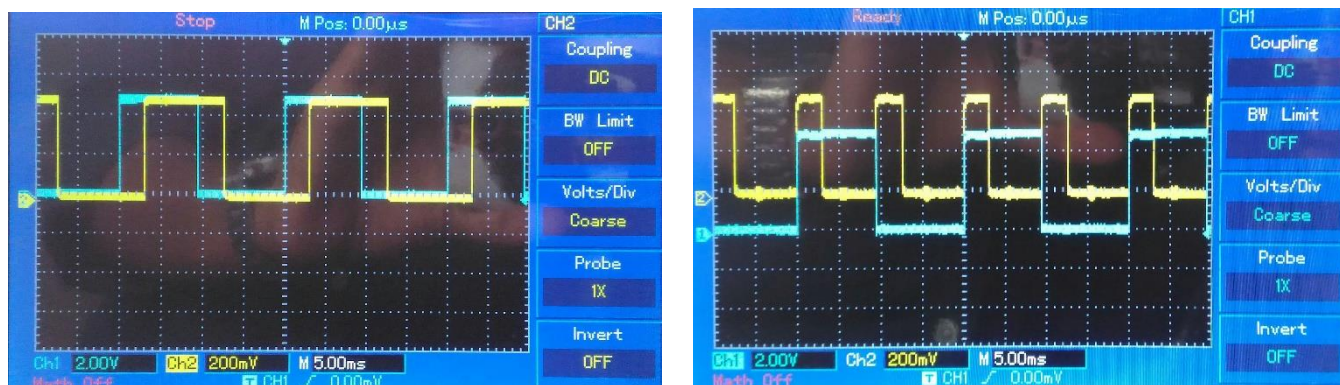 Stop M Pos: 0.00µs CH2
Coupling
DC
BW Limit
OFF
Volts/Div
Coarse
Probe
1X
Invert
OFF
2
Ch1 2.00V Ch2 200mV M 5.00ms
Math Off T CH1 / 0.00mV
Ready M Pos: 0.00µs CH1
Coupling
DC
BW Limit
OFF
Volts/Div
Coarse
Probe
1X
Invert
OFF
2
1
Ch1 2.00V Ch2 200mV M 5.00ms
Math Off T CH1 / 0.00mV